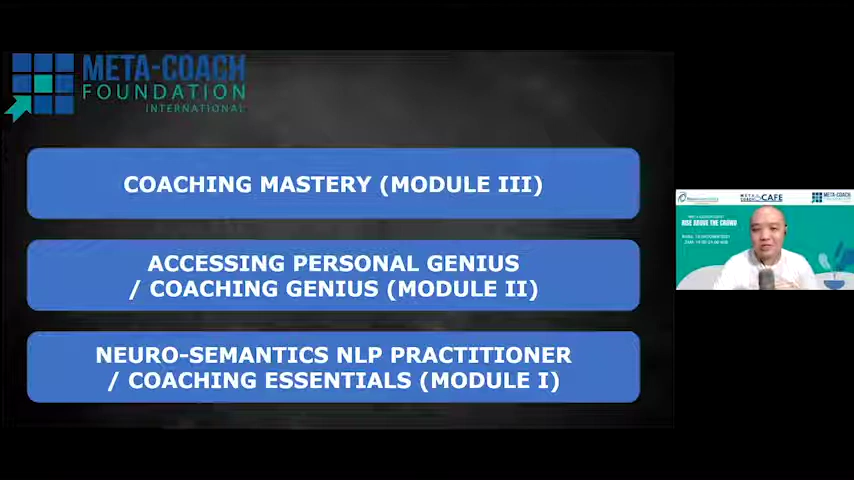 META-COACH
FOUNDATION
INTERNATIONAL
COACHING MASTERY (MODULE III)
ACCESSING PERSONAL GENIUS
/ COACHING GENIUS (MODULE II)
NEURO-SEMANTICS NLP PRACTITIONER
/ COACHING ESSENTIALS (MODULE I)
CAFE
META-COACH
RISE ABOVE THE CROWD